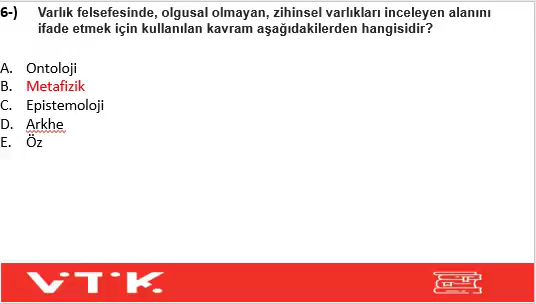 6-) Varlık felsefesinde, olgusal olmayan, zihinsel varlıkları inceleyen alanını
ifade etmek için kullanılan kavram aşağıdakilerden hangisidir?
A. Ontoloji
B. Metafizik
C. Epistemoloji
D. Arkhe
E. Öz
VTK